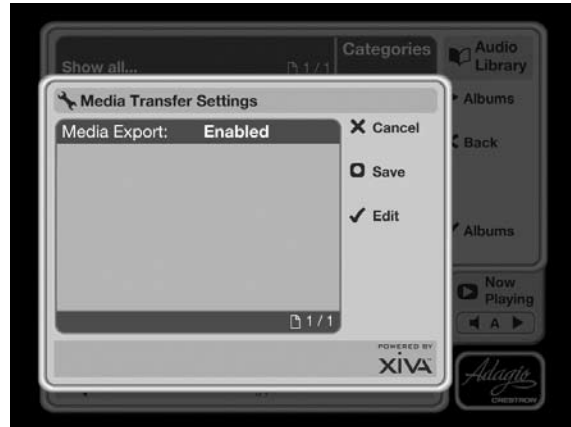 Categories
Show all... 1/1
Audio
Library
Media Transfer Settings
Albums
Media Export: Enabled
Cancel
Back
Save
Edit
Albums
Now
Playing
A
1/1
POWERED BY
XiVA
Adagio
CRESTRON